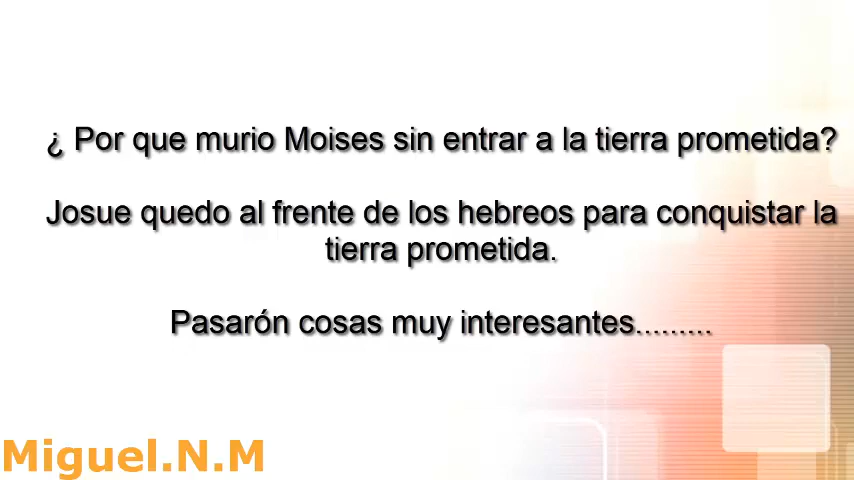 ¿ Por que murio Moises sin entrar a la tierra prometida?
Josue quedo al frente de los hebreos para conquistar la
tierra prometida.
Pasarón cosas muy interesantes.........
Miguel.N.M